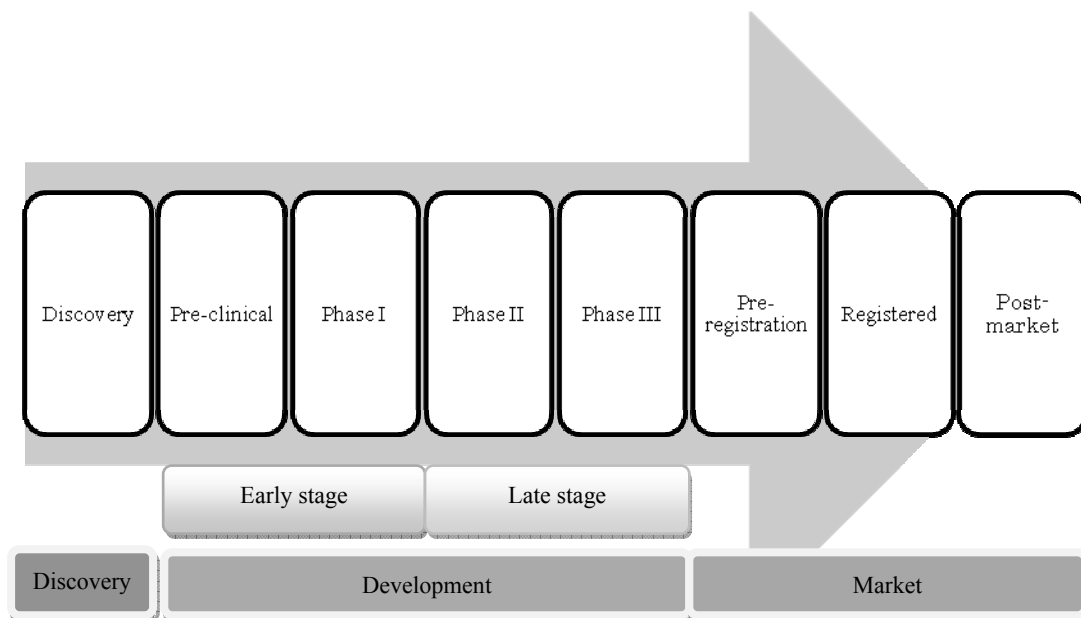 Discovery
Pre-clinical
Phase I
Phase II
Phase III
Pre-
registration
Registered
Post-
market
Early stage
Late stage
Discovery
Development
Market